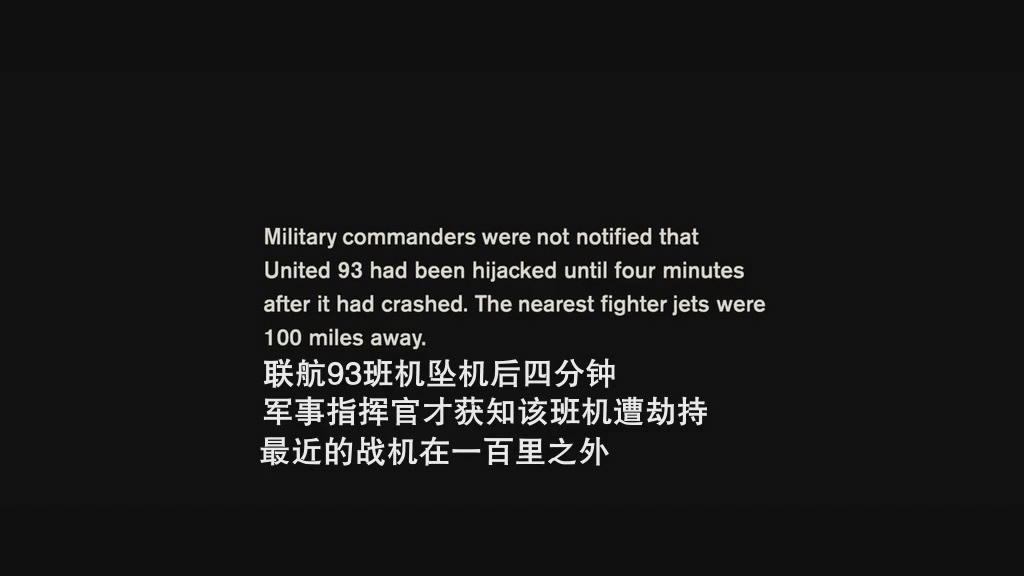 Military commanders were not notified that
United 93 had been hijacked until four minutes
after it had crashed. The nearest fighter jets were
100 miles away.
联航93班机坠机后四分钟
军事指挥官才获知该班机遭劫持
最近的战机在一百里之外